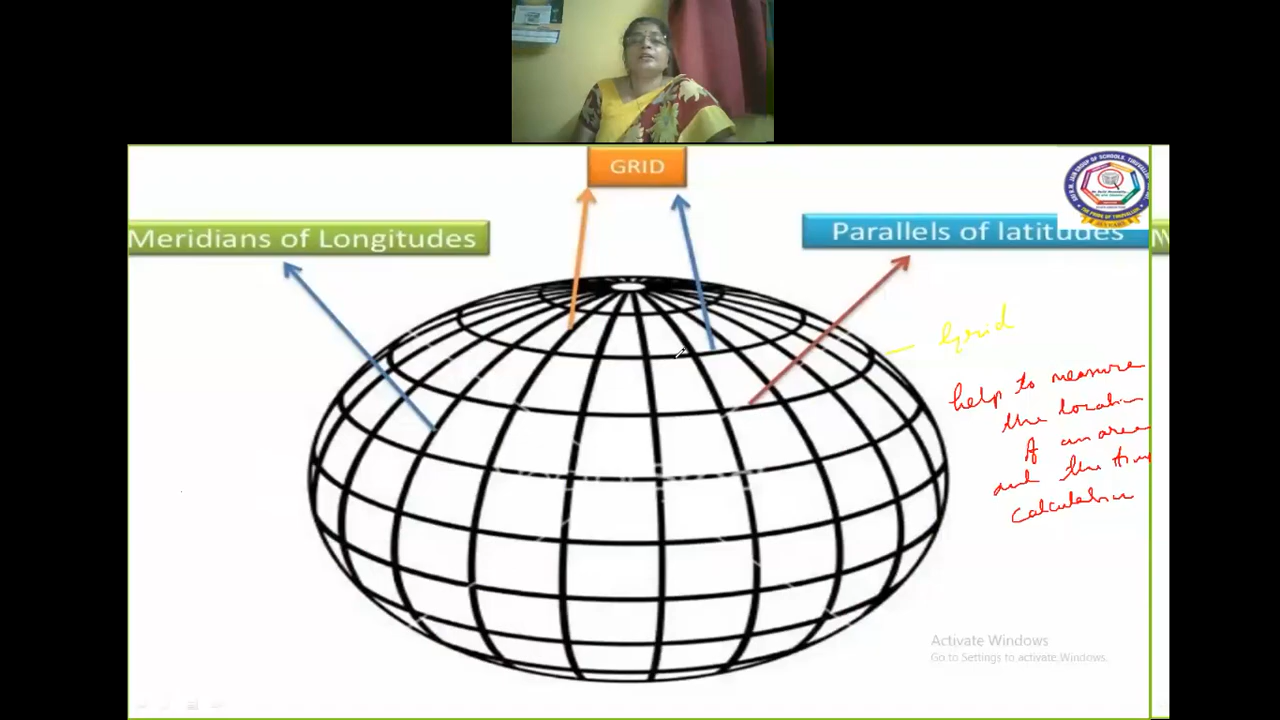 GRID
Meridians of Longitudes
Parallels of latitudes
Grid
help to measure
the location
of an area
and the time
calculation
Activate Windows
Go to Settings to activate Windows.